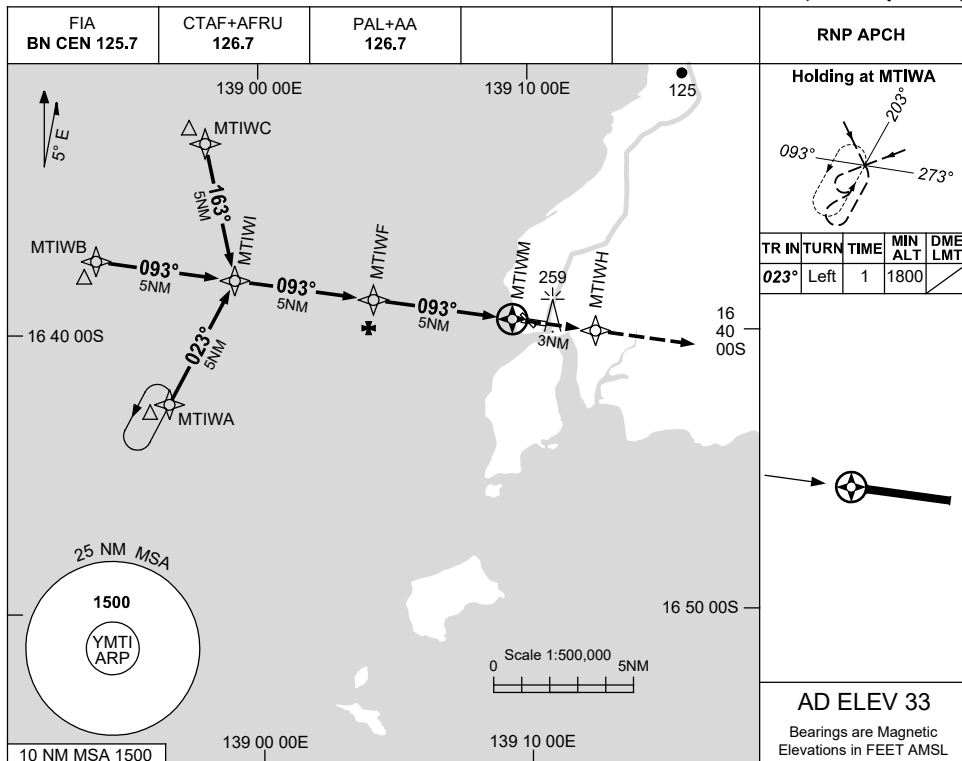 FIA
BN CEN 125.7
CTAF+AFRU
126.7
PAL+AA
126.7
RNP APCH
139 00 00E
139 10 00E
125
5° E
MTIWC
163°
5NM
MTIWI
MTIWB
093°
5NM
MTIWF
093°
5NM
093°
5NM
MTIWM
259
MTIWH
3NM
16 40 00S
16
40
00S
023°
5NM
MTIWA
25 NM MSA
1500
YMTI
ARP
10 NM MSA 1500
16 50 00S
Scale 1:500,000
0
5NM
139 00 00E
139 10 00E
Holding at MTIWA
203°
093°
273°
TR IN
TURN
TIME
MIN
ALT
DME
LMT
023°
Left
1
1800
AD ELEV 33
Bearings are Magnetic
Elevations in FEET AMSL